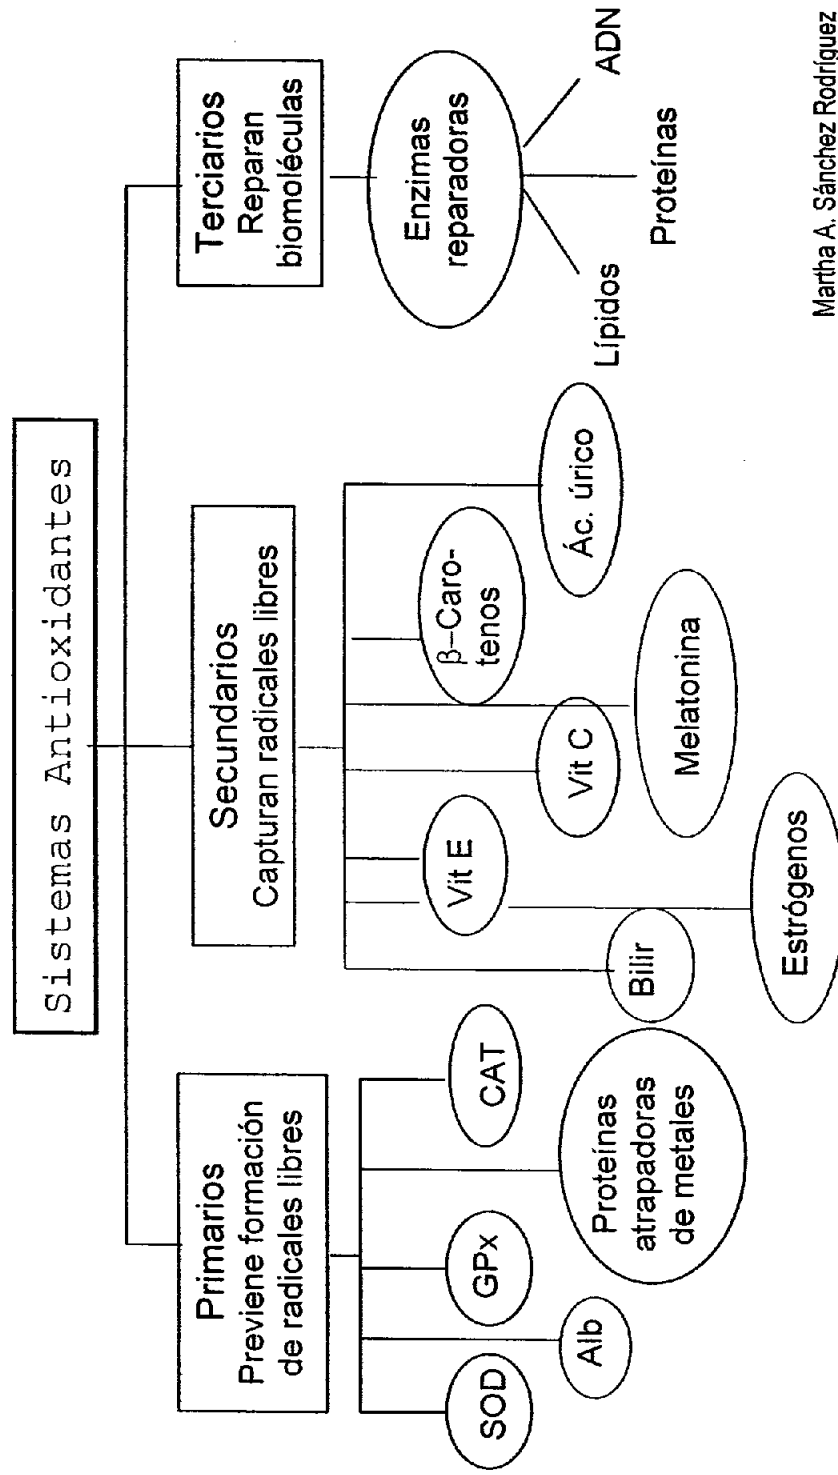 Sistemas Antioxidantes
Primarios
Previene formación
de radicales libres
SOD
Alb
GPx
Proteínas
atrapadoras
de metales
CAT
Secundarios
Capturan radicales libres
Bilir
Estrógenos
Vit E
Vit C
Melatonina
β–Caro-
tenos
Ác. úrico
Terciarios
Reparan
biomoléculas
Enzimas
reparadoras
Lípidos
Proteínas
ADN
Martha A. Sánchez Rodríguez